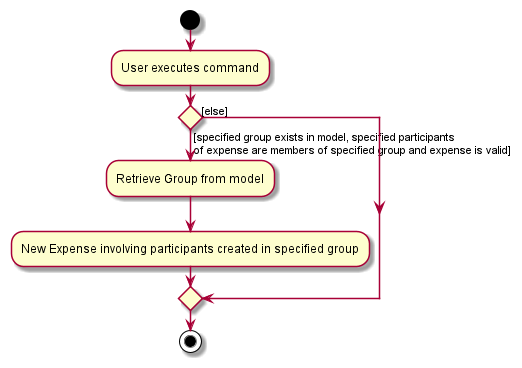 User executes command
[else]
[specified group exists in model, specified participants
of expense are members of specified group and expense is valid]
Retrieve Group from model
New Expense involving participants created in specified group